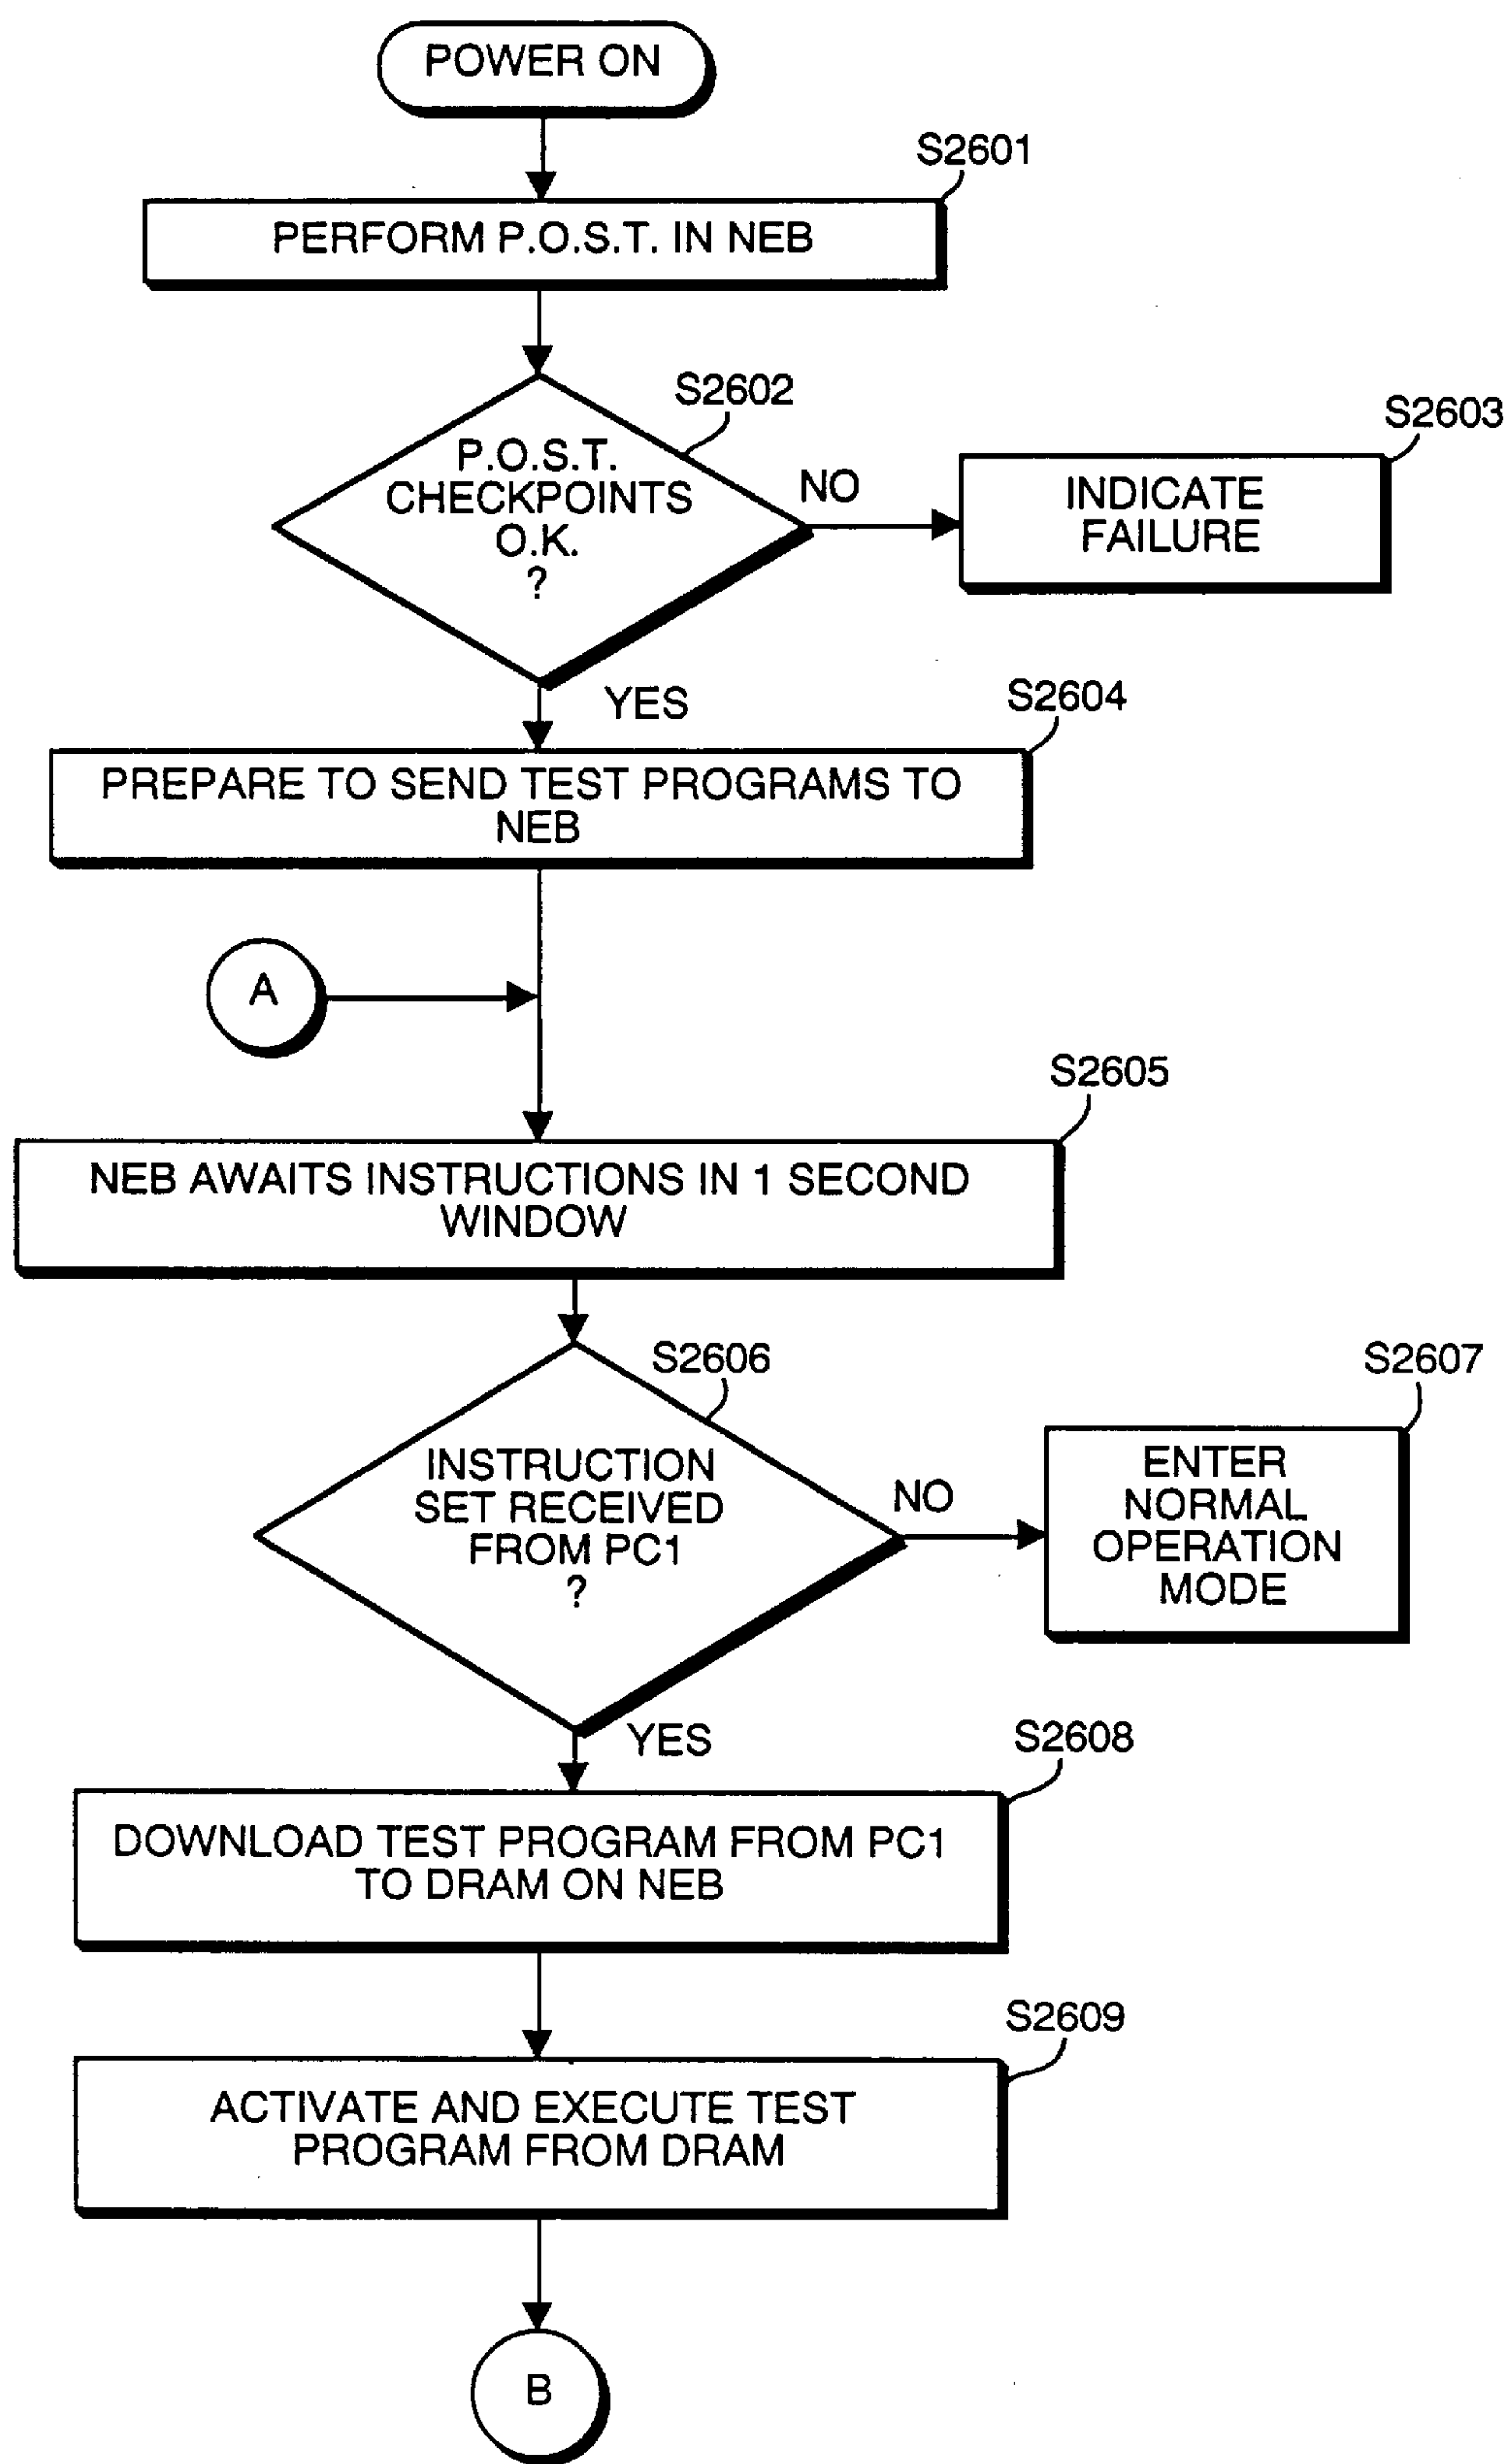 POWER ON
S2601
PERFORM P.O.S.T. IN NEB
S2602
P.O.S.T.
CHECKPOINTS
O.K.
?
NO
S2603
INDICATE
FAILURE
YES
S2604
PREPARE TO SEND TEST PROGRAMS TO
NEB
A
S2605
NEB AWAITS INSTRUCTIONS IN 1 SECOND
WINDOW
S2606
INSTRUCTION
SET RECEIVED
FROM PC1
?
NO
S2607
ENTER
NORMAL
OPERATION
MODE
YES
S2608
DOWNLOAD TEST PROGRAM FROM PC1
TO DRAM ON NEB
S2609
ACTIVATE AND EXECUTE TEST
PROGRAM FROM DRAM
B